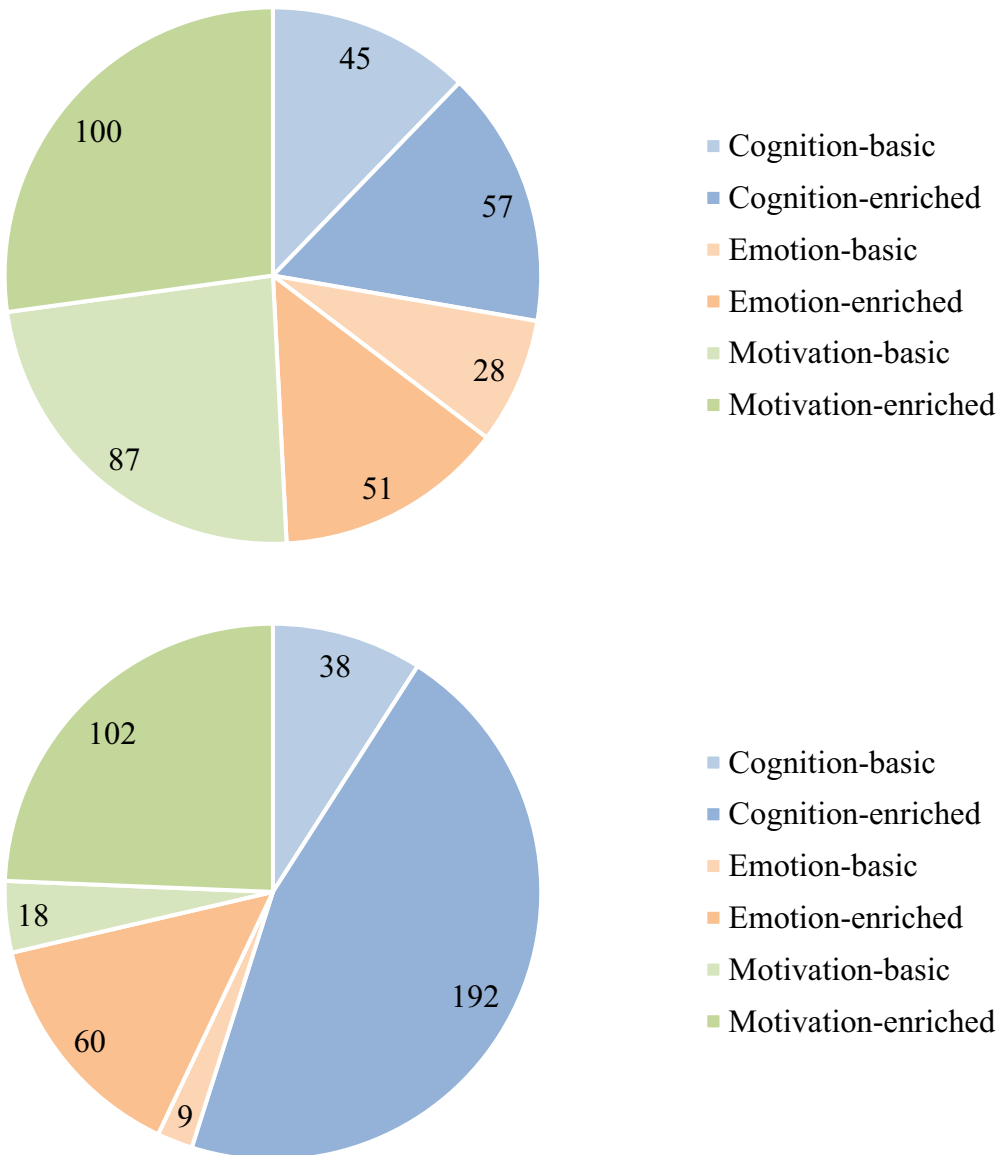 45
57
28
51
87
100
Cognition-basic
Cognition-enriched
Emotion-basic
Emotion-enriched
Motivation-basic
Motivation-enriched
38
192
9
60
18
102
Cognition-basic
Cognition-enriched
Emotion-basic
Emotion-enriched
Motivation-basic
Motivation-enriched